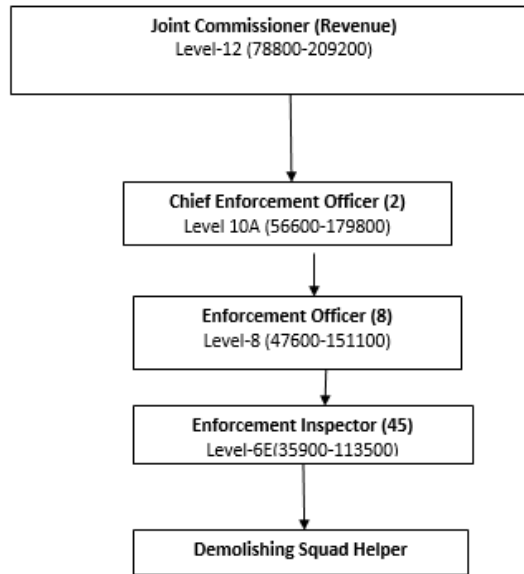 Joint Commissioner (Revenue)
Level-12 (78800-209200)
Chief Enforcement Officer (2)
Level 10A (56600-179800)
Enforcement Officer (8)
Level-8 (47600-151100)
Enforcement Inspector (45)
Level-6E(35900-113500)
Demolishing Squad Helper